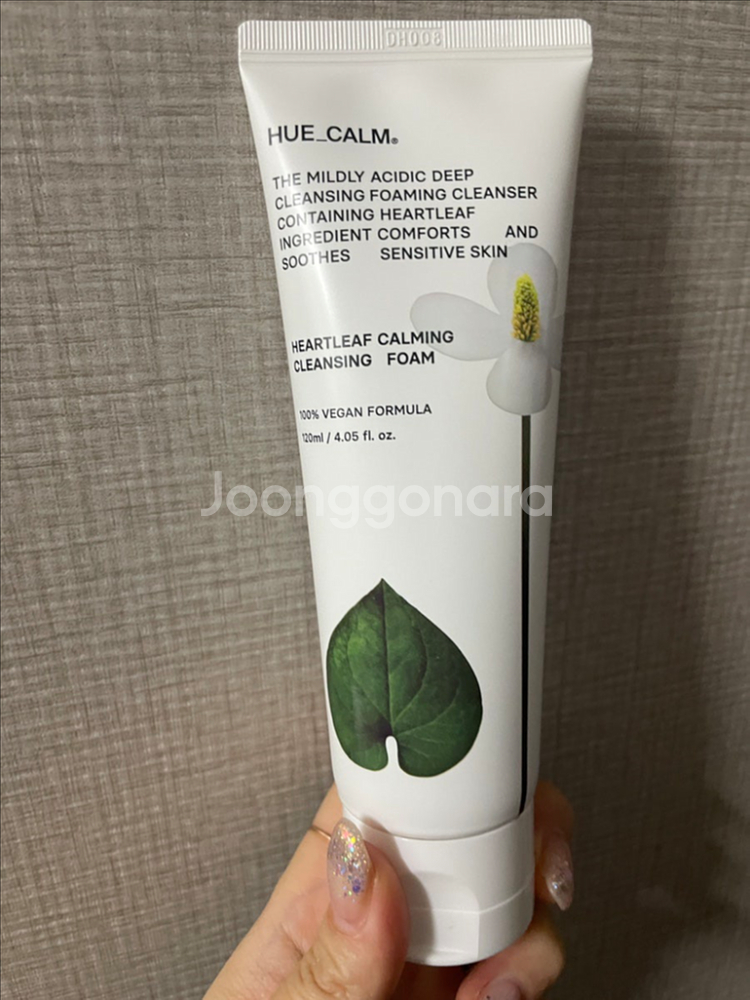 DH008
HUE_CALM®
THE MILDLY ACIDIC DEEP
CLEANSING FOAMING CLEANSER
CONTAINING HEARTLEAF
INGREDIENT COMFORTS AND
SOOTHES SENSITIVE SKIN
HEARTLEAF CALMING
CLEANSING FOAM
100% VEGAN FORMULA
120ml / 4.05 fl. oz.
Joonggonara